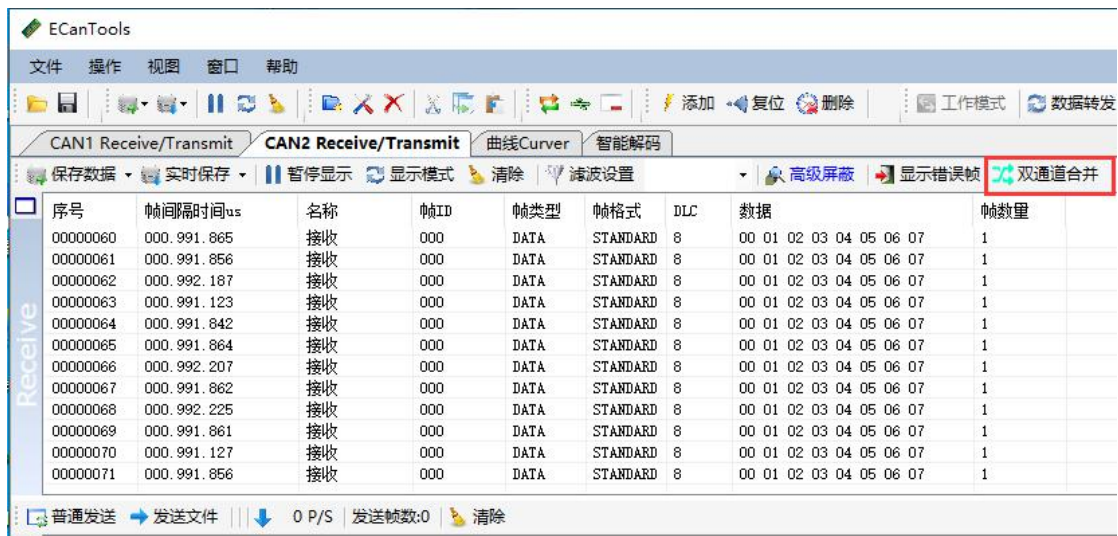 ECanTools
文件 操作 视图 窗口 帮助
添加 复位 删除 工作模式 数据转发
CAN1 Receive/Transmit CAN2 Receive/Transmit 曲线Curver 智能解码
保存数据 实时保存 暂停显示 显示模式 清除 滤波设置 高级屏蔽 显示错误帧 双通道合并
序号 帧间隔时间us 名称 帧ID 帧类型 帧格式 DLC 数据 帧数量
00000060 000.991.865 接收 000 DATA STANDARD 8 00 01 02 03 04 05 06 07 1
00000061 000.991.856 接收 000 DATA STANDARD 8 00 01 02 03 04 05 06 07 1
00000062 000.992.187 接收 000 DATA STANDARD 8 00 01 02 03 04 05 06 07 1
00000063 000.991.123 接收 000 DATA STANDARD 8 00 01 02 03 04 05 06 07 1
00000064 000.991.842 接收 000 DATA STANDARD 8 00 01 02 03 04 05 06 07 1
00000065 000.991.864 接收 000 DATA STANDARD 8 00 01 02 03 04 05 06 07 1
00000066 000.992.207 接收 000 DATA STANDARD 8 00 01 02 03 04 05 06 07 1
00000067 000.991.862 接收 000 DATA STANDARD 8 00 01 02 03 04 05 06 07 1
00000068 000.992.225 接收 000 DATA STANDARD 8 00 01 02 03 04 05 06 07 1
00000069 000.991.861 接收 000 DATA STANDARD 8 00 01 02 03 04 05 06 07 1
00000070 000.991.127 接收 000 DATA STANDARD 8 00 01 02 03 04 05 06 07 1
00000071 000.991.856 接收 000 DATA STANDARD 8 00 01 02 03 04 05 06 07 1
Receive
普通发送 发送文件 0 P/S 发送帧数:0 清除